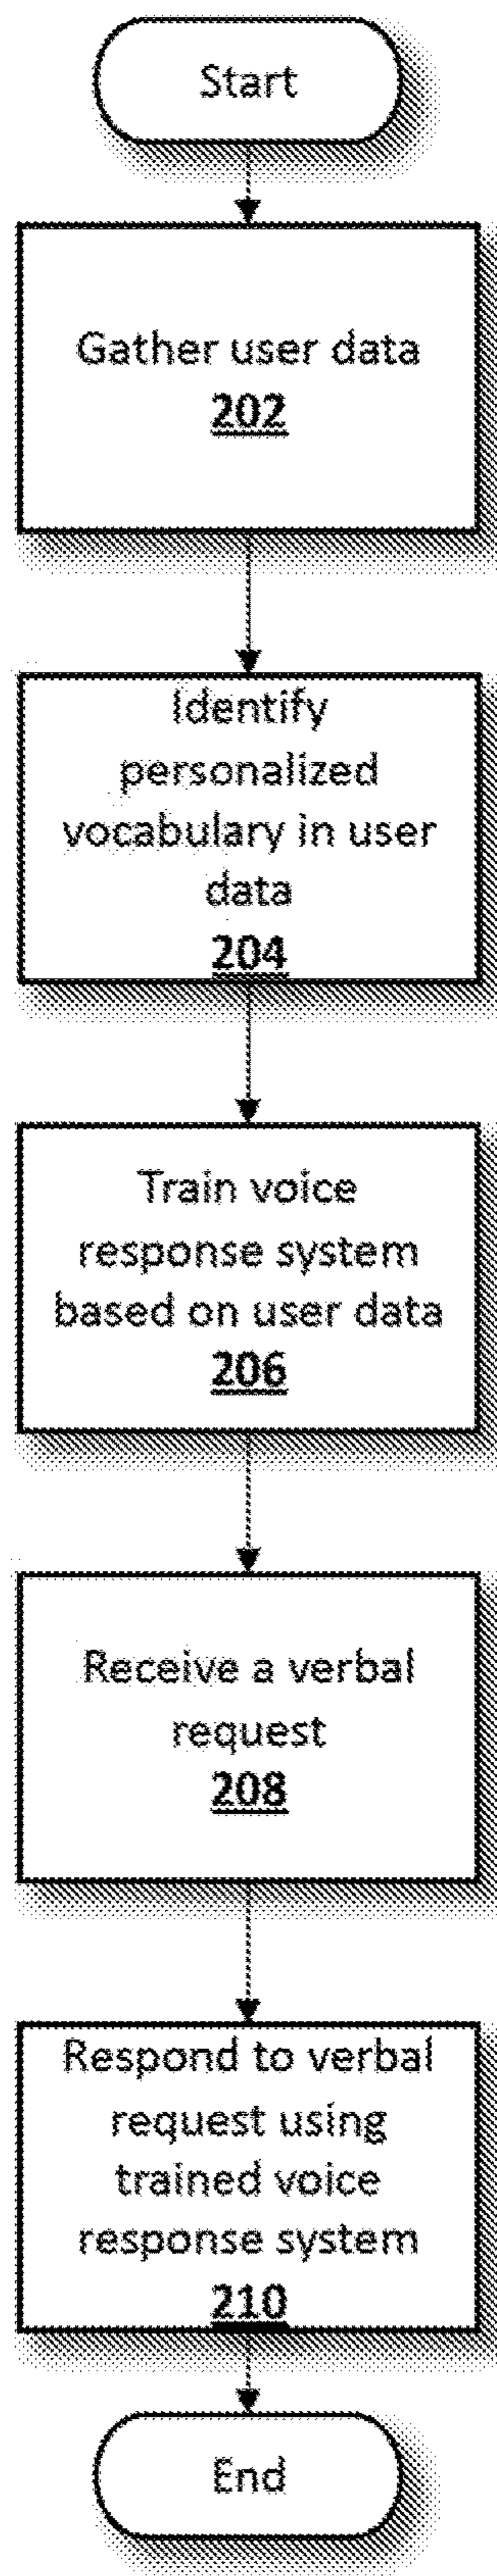 Start
Gather user data
202
Identify
personalized
vocabulary in user
data
204
Train voice
response system
based on user data
206
Receive a verbal
request
208
Respond to verbal
request using
trained voice
response system
210
End